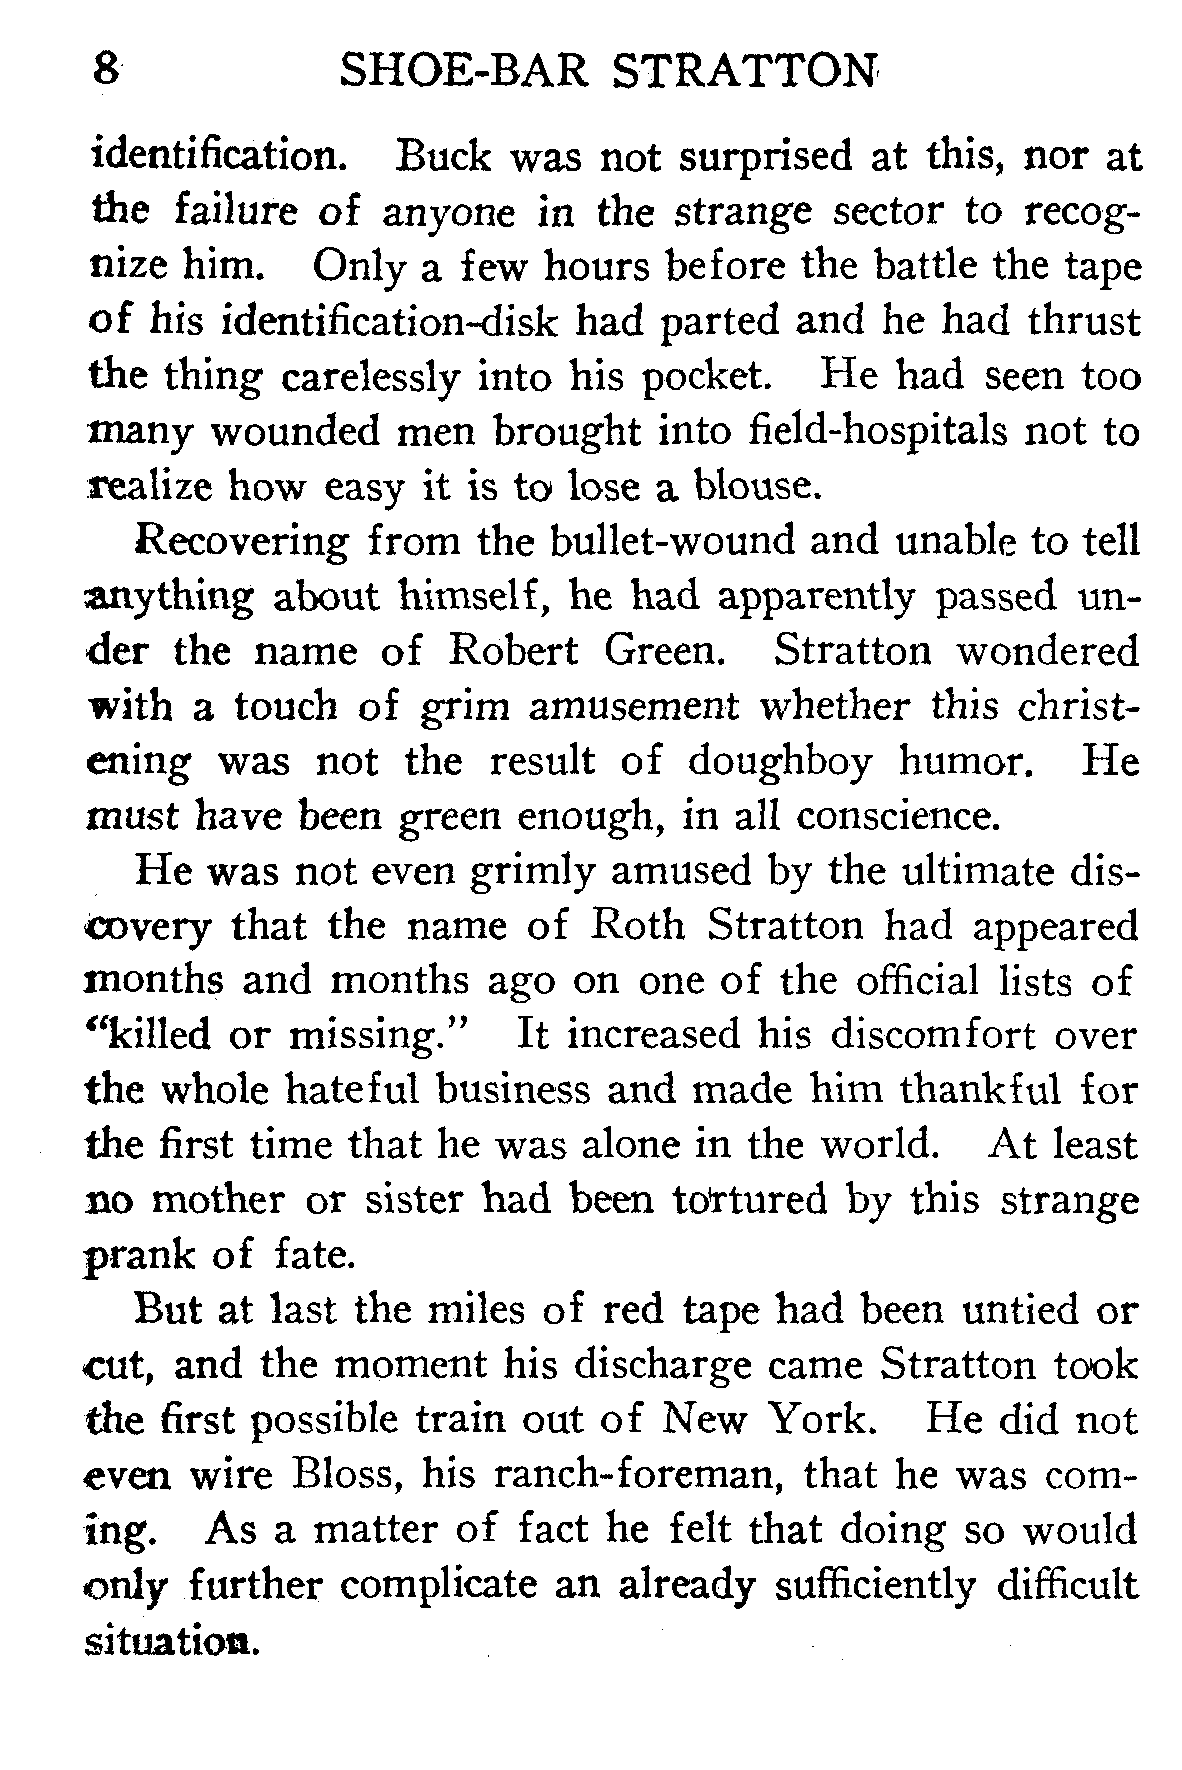 8 SHOE-BAR STRATTON
identification. Buck was not surprised at this, nor at
the failure of anyone in the strange sector to recog-
nize him. Only a few hours before the battle the tape
of his identification-disk had parted and he had thrust
the thing carelessly into his pocket. He had seen too
many wounded men brought into field-hospitals not to
realize how easy it is to lose a blouse.
Recovering from the bullet-wound and unable to tell
anything about himself, he had apparently passed un-
der the name of Robert Green. Stratton wondered
with a touch of grim amusement whether this christ-
ening was not the result of doughboy humor. He
must have been green enough, in all conscience.
He was not even grimly amused by the ultimate dis-
covery that the name of Roth Stratton had appeared
months and months ago on one of the official lists of
“killed or missing.” It increased his discomfort over
the whole hateful business and made him thankful for
the first time that he was alone in the world. At least
no mother or sister had been tortured by this strange
prank of fate.
But at last the miles of red tape had been untied or
cut, and the moment his discharge came Stratton took
the first possible train out of New York. He did not
even wire Bloss, his ranch-foreman, that he was com-
ing. As a matter of fact he felt that doing so would
only further complicate an already sufficiently difficult
situation.